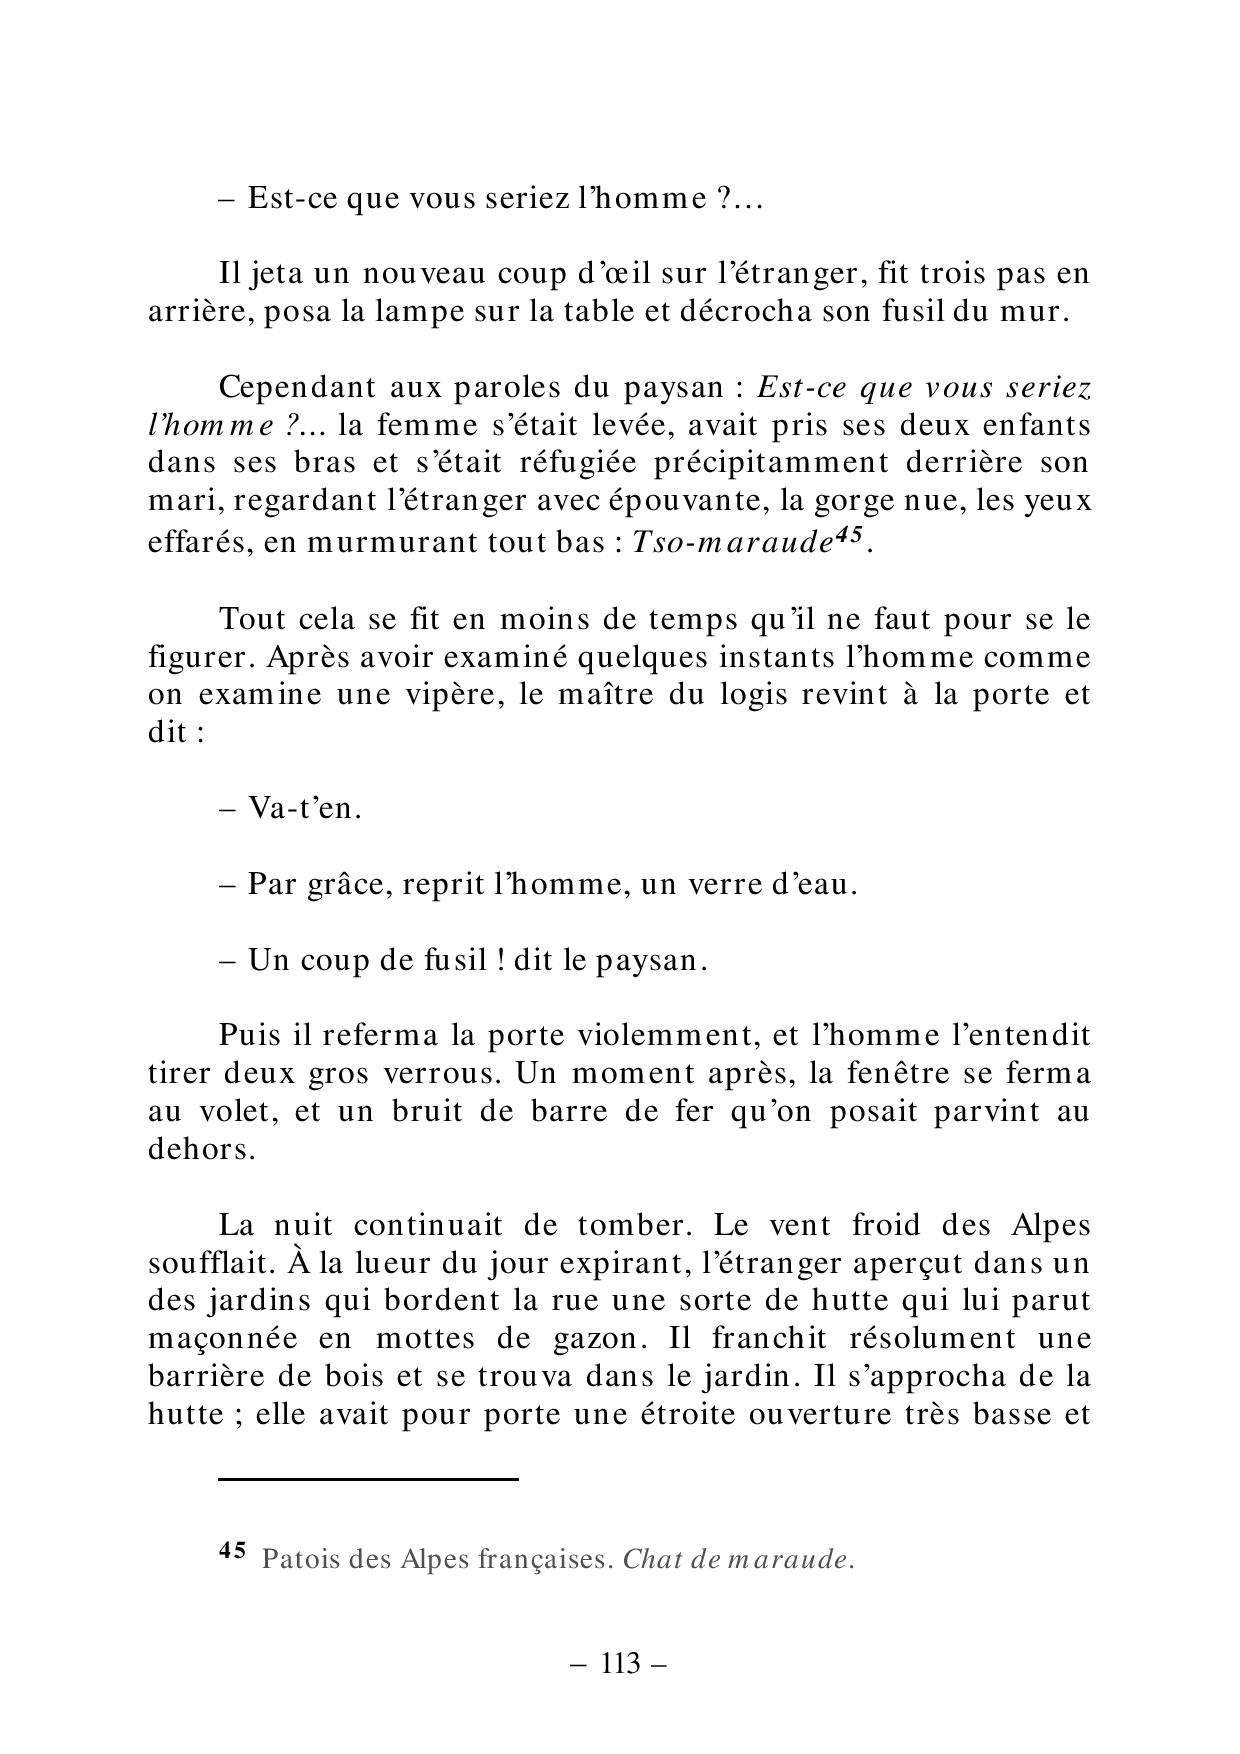 – Est-ce que vous seriez l’homme ?…
Il jeta un nouveau coup d’œil sur l’étranger, fit trois pas en
arrière, posa la lampe sur la table et décrocha son fusil du mur.
Cependant aux paroles du paysan : Est-ce que vous seriez
l’homme ?… la femme s’était levée, avait pris ses deux enfants
dans ses bras et s’était réfugiée précipitamment derrière son
mari, regardant l’étranger avec épouvante, la gorge nue, les yeux
effarés, en murmurant tout bas : Tso-maraude45.
Tout cela se fit en moins de temps qu’il ne faut pour se le
figurer. Après avoir examiné quelques instants l’homme comme
on examine une vipère, le maître du logis revint à la porte et
dit :
– Va-t’en.
– Par grâce, reprit l’homme, un verre d’eau.
– Un coup de fusil ! dit le paysan.
Puis il referma la porte violemment, et l’homme l’entendit
tirer deux gros verrous. Un moment après, la fenêtre se ferma
au volet, et un bruit de barre de fer qu’on posait parvint au
dehors.
La nuit continuait de tomber. Le vent froid des Alpes
soufflait. À la lueur du jour expirant, l’étranger aperçut dans un
des jardins qui bordent la rue une sorte de hutte qui lui parut
maçonnée en mottes de gazon. Il franchit résolument une
barrière de bois et se trouva dans le jardin. Il s’approcha de la
hutte ; elle avait pour porte une étroite ouverture très basse et
45 Patois des Alpes françaises. Chat de maraude.
– 113 –